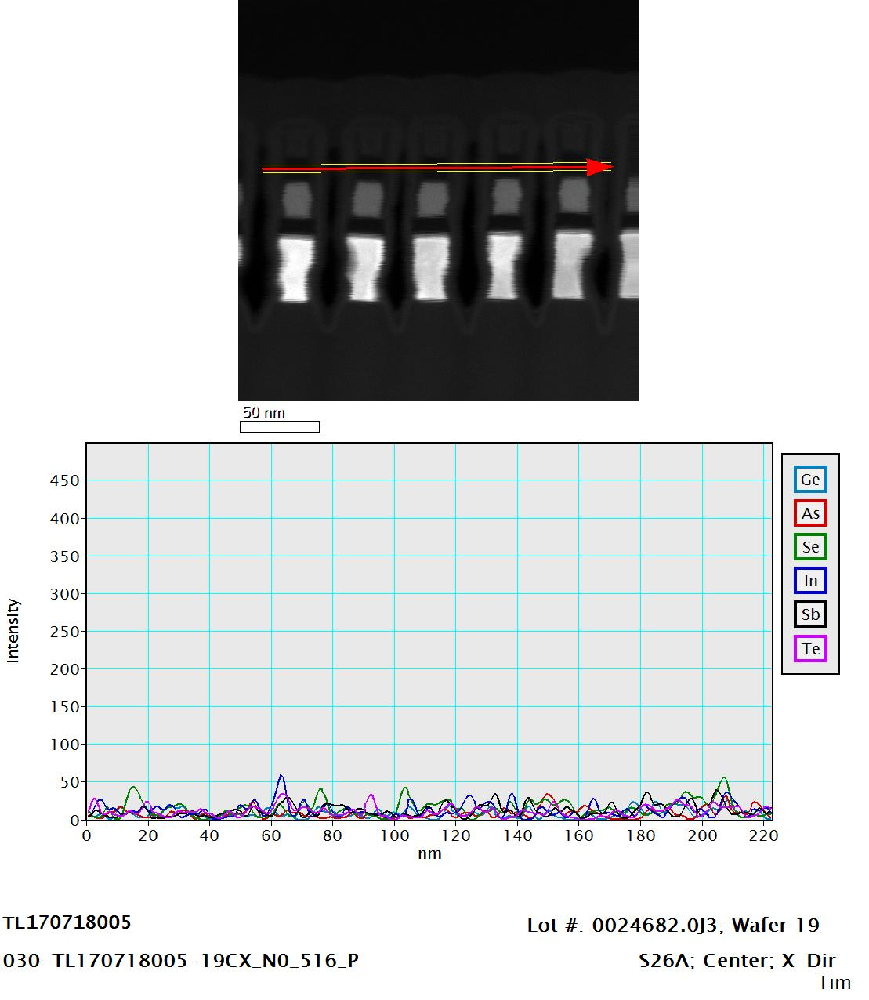 50 nm
450
400
350
300
250
200
150
100
50
0
Intensity
0 20 40 60 80 100 120 140 160 180 200 220
nm
Ge
As
Se
In
Sb
Te
TL170718005
Lot #: 0024682.0J3; Wafer 19
030-TL170718005-19CX_N0_516_P
S26A; Center; X-Dir
Tim